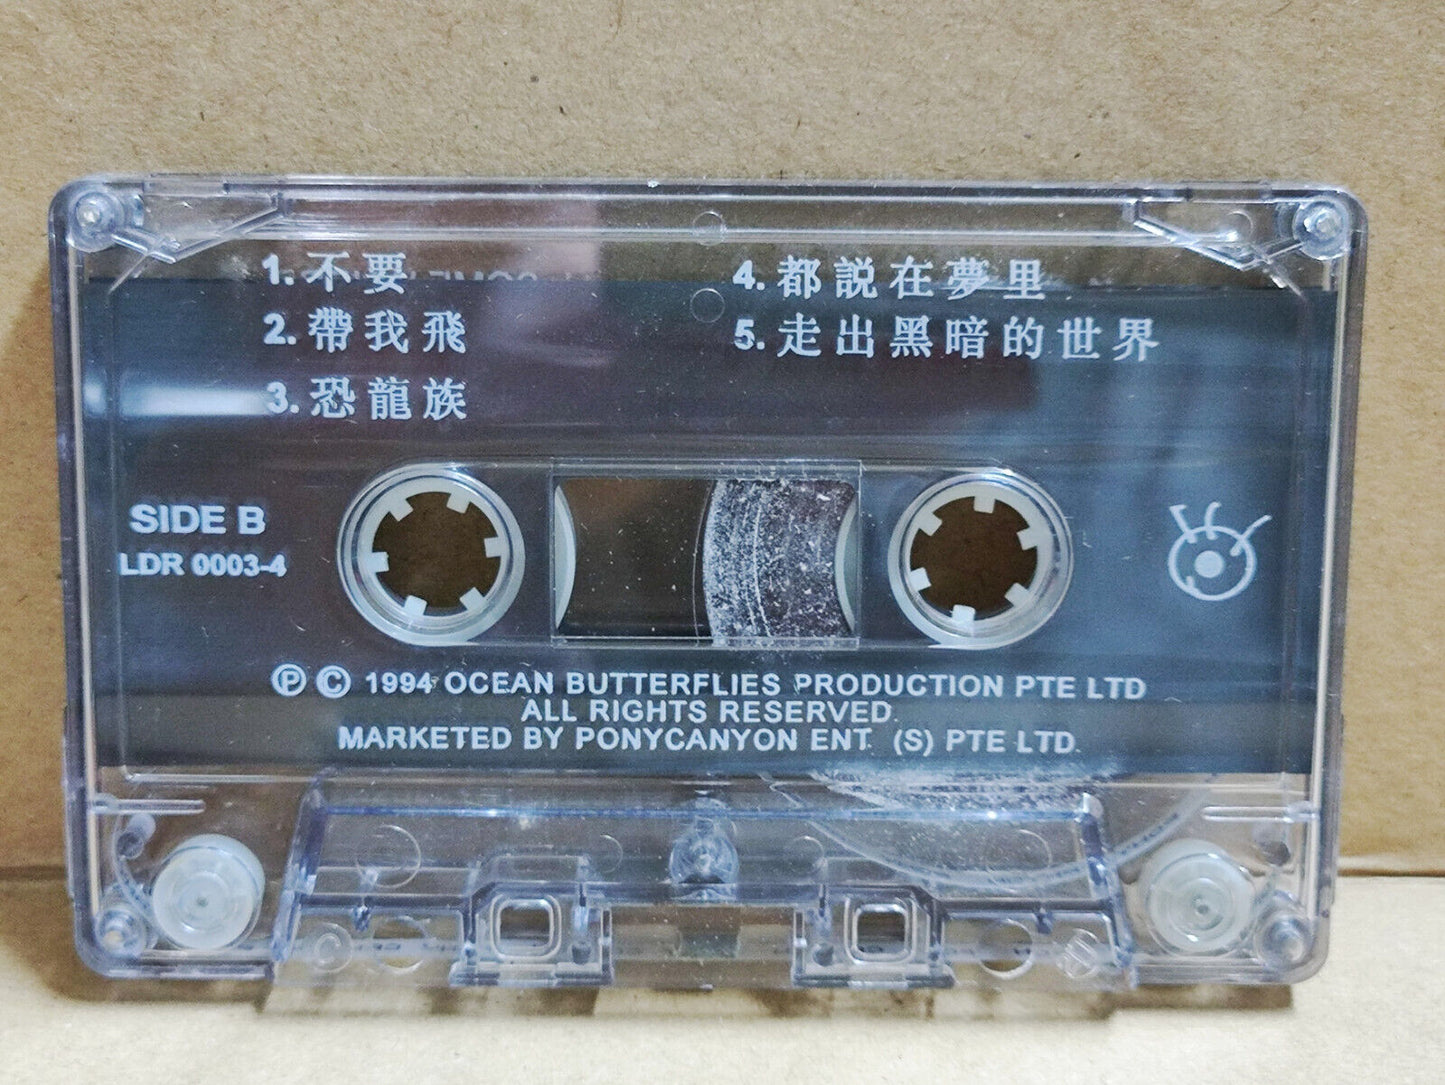 1. 不要
2. 帶我飛
3. 恐龍族
4. 都説在夢里
5. 走出黑暗的世界
SIDE B
LDR 0003-4
Ⓟ © 1994 OCEAN BUTTERFLIES PRODUCTION PTE LTD
ALL RIGHTS RESERVED.
MARKETED BY PONYCANYON ENT. (S) PTE LTD.